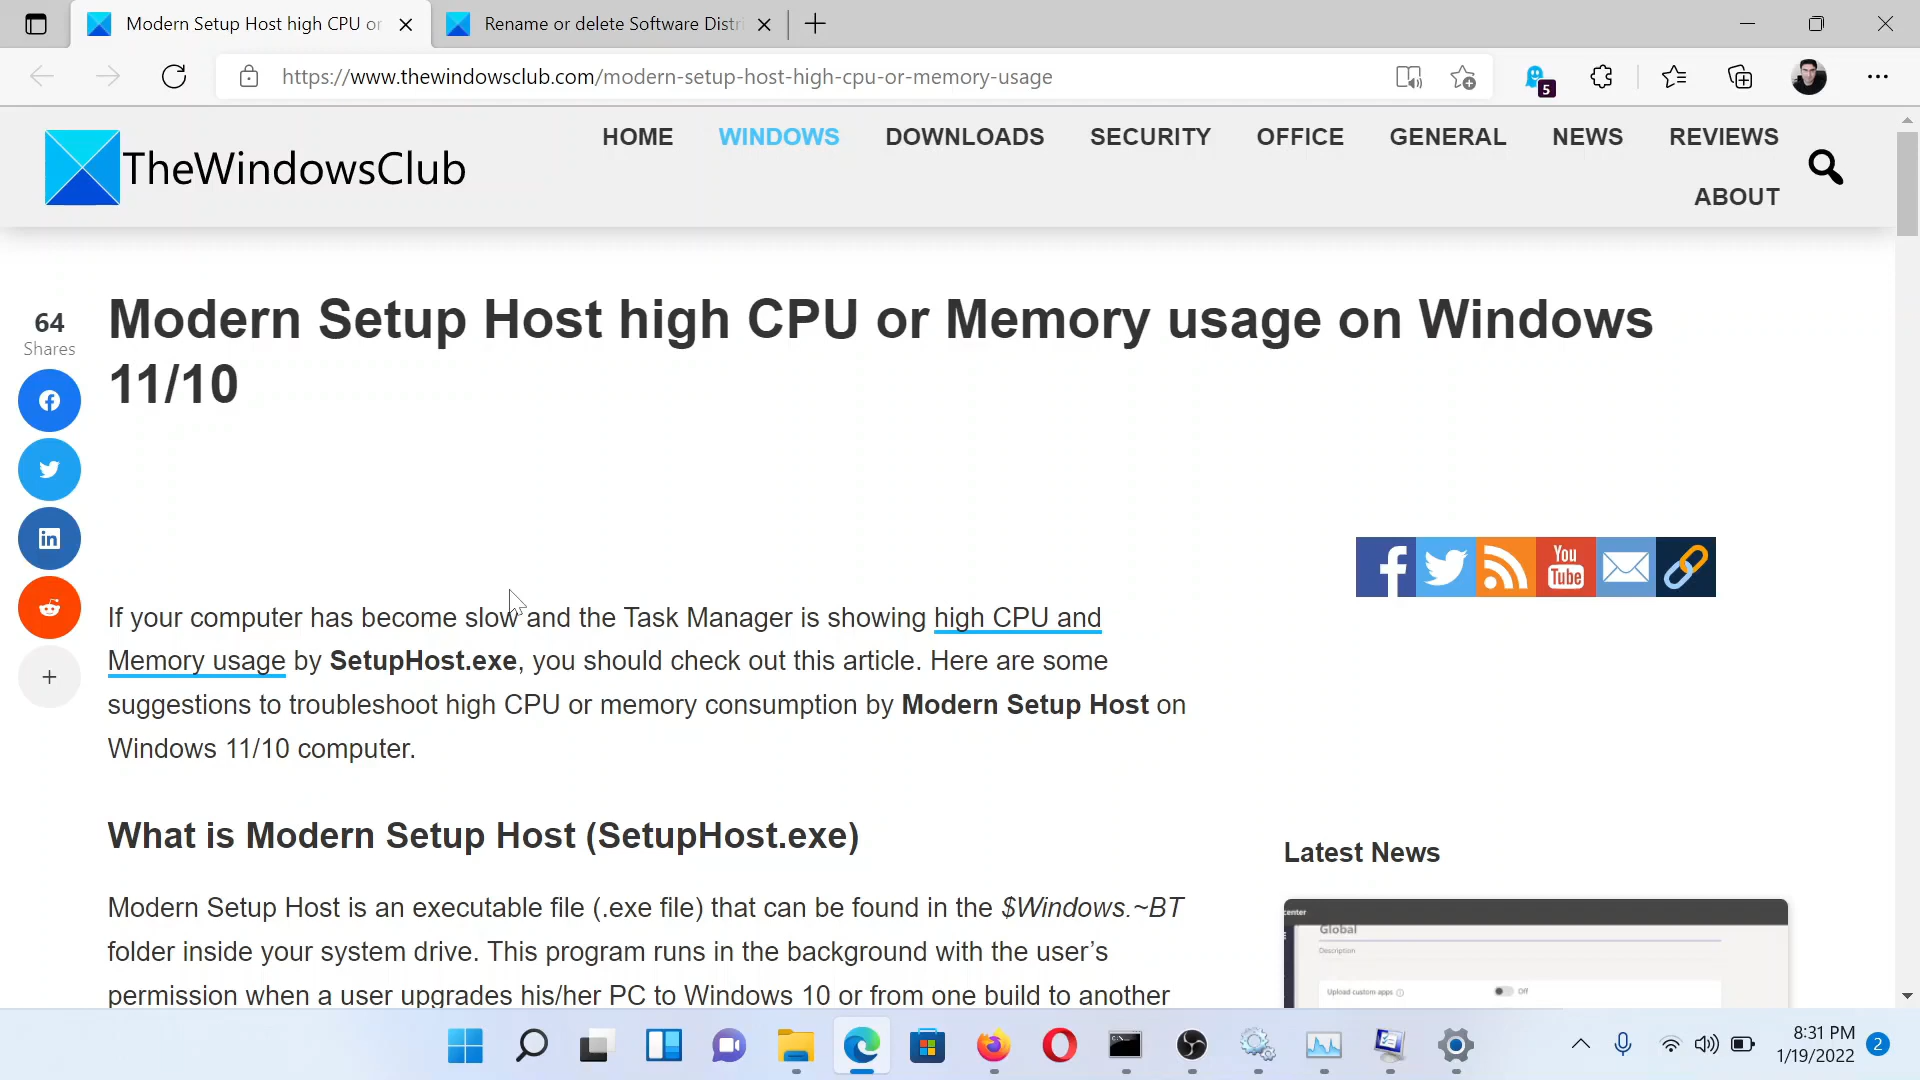 Modern Setup Host high CPU or
Rename or delete Software Distri
https://www.thewindowsclub.com/modern-setup-host-high-cpu-or-memory-usage
5
TheWindowsClub
HOME WINDOWS DOWNLOADS SECURITY OFFICE GENERAL NEWS REVIEWS
ABOUT
Modern Setup Host high CPU or Memory usage on Windows
11/10
64
Shares
You
Tube
If your computer has become slow and the Task Manager is showing high CPU and
Memory usage by SetupHost.exe, you should check out this article. Here are some
suggestions to troubleshoot high CPU or memory consumption by Modern Setup Host on
Windows 11/10 computer.
What is Modern Setup Host (SetupHost.exe)
Modern Setup Host is an executable file (.exe file) that can be found in the $Windows.~BT
folder inside your system drive. This program runs in the background with the user’s
permission when a user upgrades his/her PC to Windows 10 or from one build to another
Latest News
center
Global
Description
Upload custom apps
Off
8:31 PM
1/19/2022
2